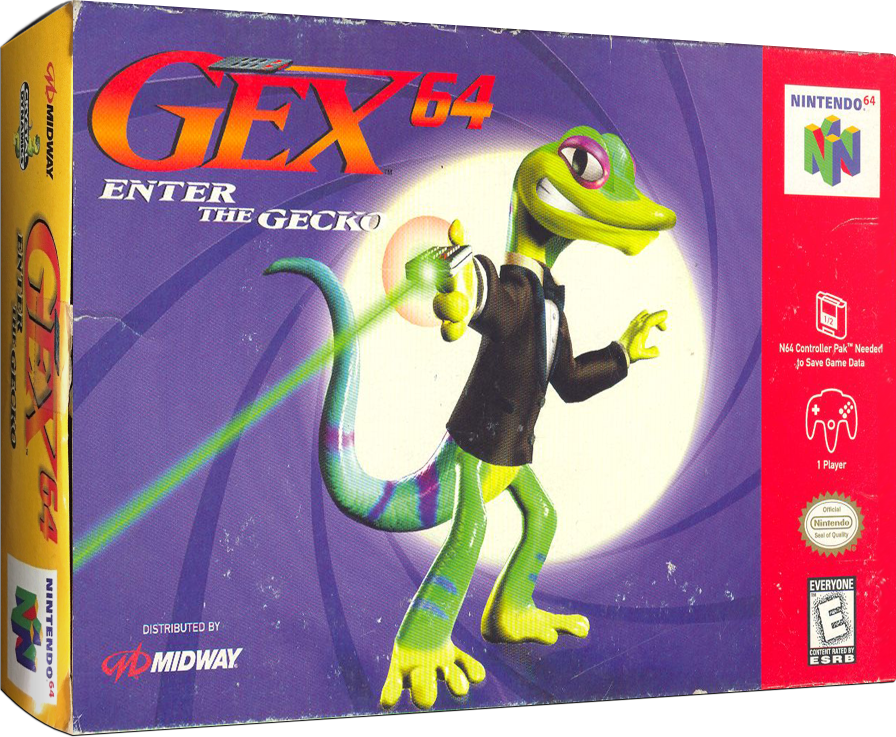 GEX 64
ENTER
THE GECKO
DISTRIBUTED BY
MIDWAY
NINTENDO 64
N64 Controller Pak™ Needed
to Save Game Data
1/2
1 Player
Official
Nintendo
Seal of Quality
EVERYONE
E
CONTENT RATED BY
ESRB
MIDWAY
GEX 64
ENTER
THE GECKO
NINTENDO 64